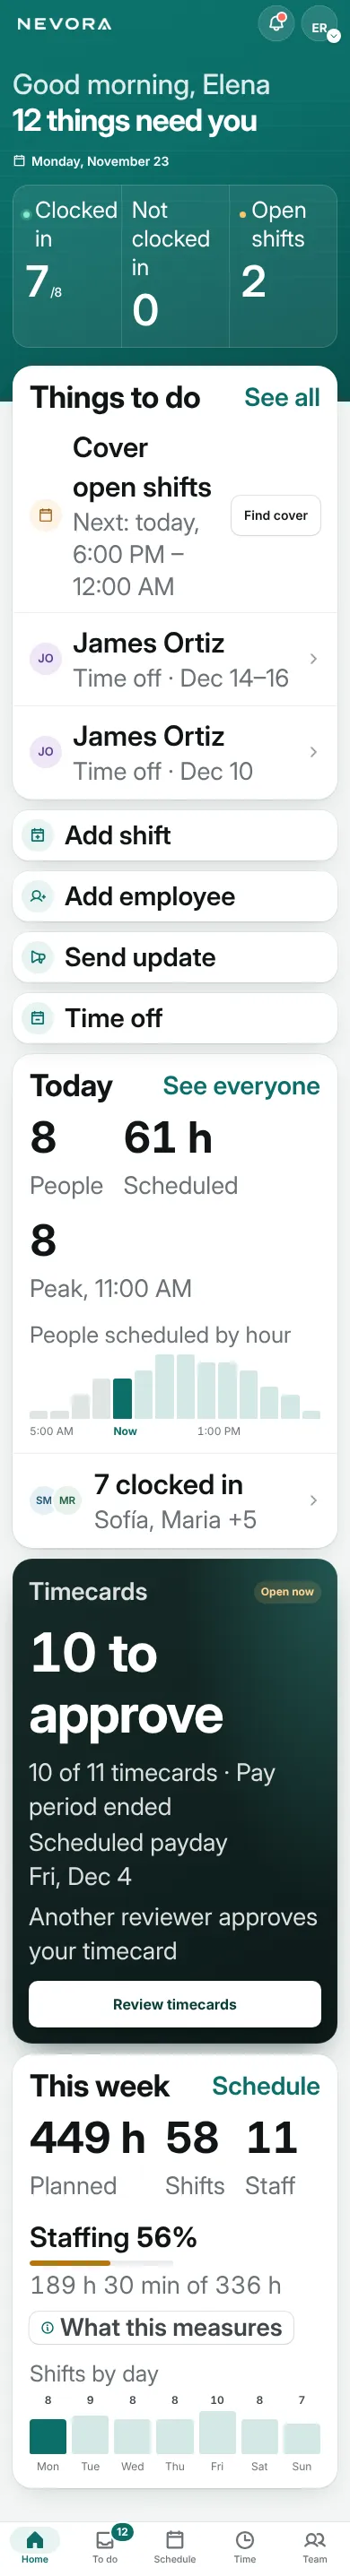 NEVORA
ER
Good morning, Elena
12 things need you
Monday, November 23
Clocked in
7/8
Not clocked in
0
Open shifts
2
Things to do
See all
Cover
open shifts
Next: today,
6:00 PM –
12:00 AM
Find cover
JO
James Ortiz
Time off · Dec 14–16
JO
James Ortiz
Time off · Dec 10
Add shift
Add employee
Send update
Time off
Today
See everyone
8
People
61 h
Scheduled
8
Peak, 11:00 AM
People scheduled by hour
5:00 AM
Now
1:00 PM
SM
MR
7 clocked in
Sofía, Maria +5
Timecards
Open now
10 to
approve
10 of 11 timecards · Pay
period ended
Scheduled payday
Fri, Dec 4
Another reviewer approves
your timecard
Review timecards
This week
Schedule
449 h
Planned
58
Shifts
11
Staff
Staffing 56%
189 h 30 min of 336 h
What this measures
Shifts by day
8 9 8 8 10 8 7
Mon Tue Wed Thu Fri Sat Sun
12
Home To do Schedule Time Team